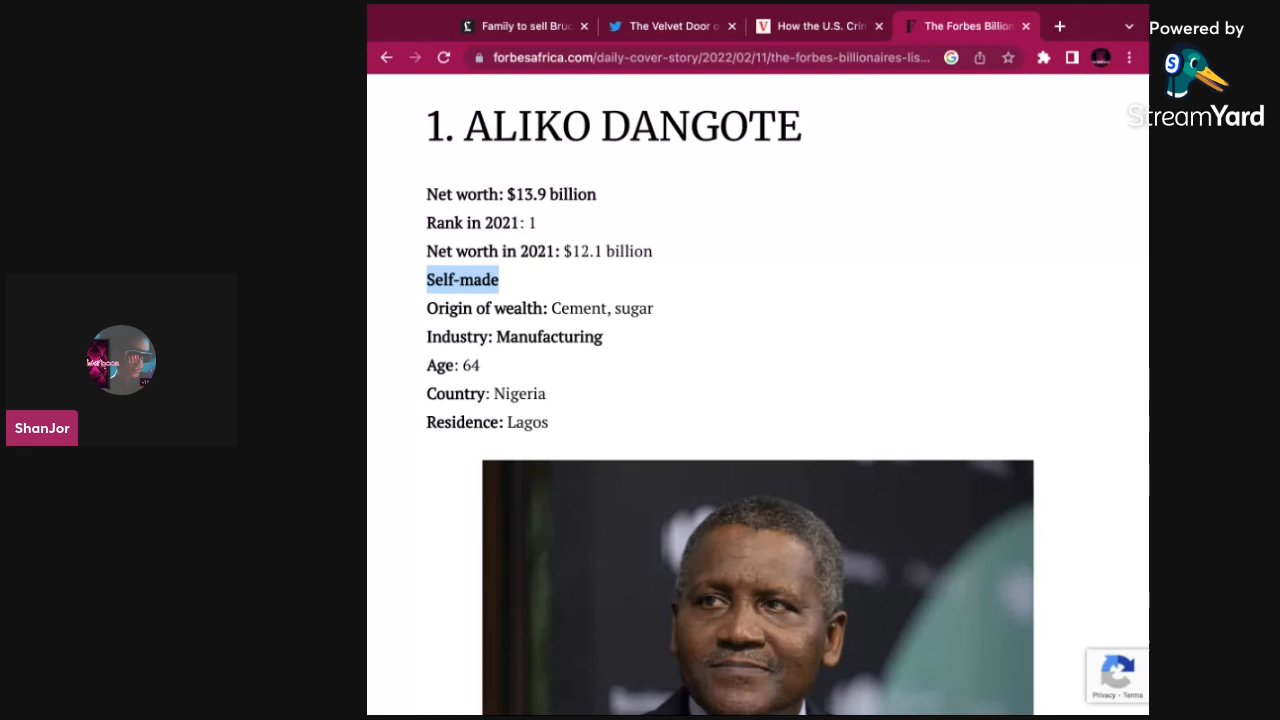 Family to sell Bruc
The Velvet Door o
How the U.S. Crin
The Forbes Billion
forbesafrica.com/daily-cover-story/2022/02/11/the-forbes-billionaires-lis...
Powered by
StreamYard
1. ALIKO DANGOTE
Net worth: $13.9 billion
Rank in 2021: 1
Net worth in 2021: $12.1 billion
Self-made
Origin of wealth: Cement, sugar
Industry: Manufacturing
Age: 64
Country: Nigeria
Residence: Lagos
ShanJor
Privacy - Terms